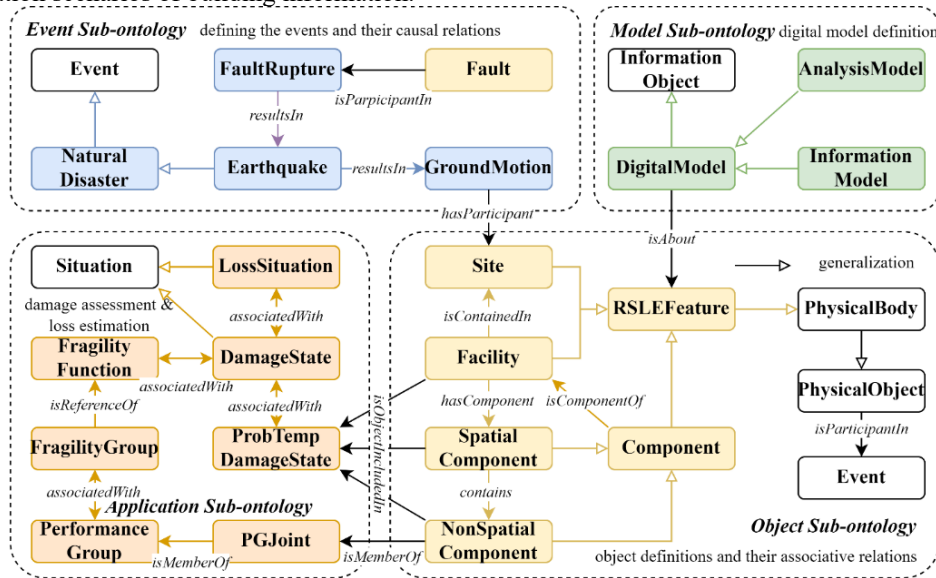 Event Sub-ontology defining the events and their causal relations
Event
FaultRupture
Fault
isParpicipantIn
resultsIn
Natural
Disaster
Earthquake
resultsIn
GroundMotion
hasParticipant
Model Sub-ontology digital model definition
Information
Object
AnalysisModel
DigitalModel
Information
Model
isAbout
Situation
LossSituation
damage assessment &
loss estimation
associatedWith
Fragility
Function
DamageState
associatedWith
isReferenceOf
associatedWith
FragilityGroup
ProbTemp
DamageState
associatedWith
Application Sub-ontology
Performance
Group
PGJoint
isMemberOf
isMemberOf
isObjectIncludedIn
Site
generalization
isContainedIn
RSLEFeature
PhysicalBody
Facility
hasComponent
isComponentOf
PhysicalObject
isParticipantIn
Spatial
Component
Component
Event
contains
NonSpatial
Component
Object Sub-ontology
object definitions and their associative relations